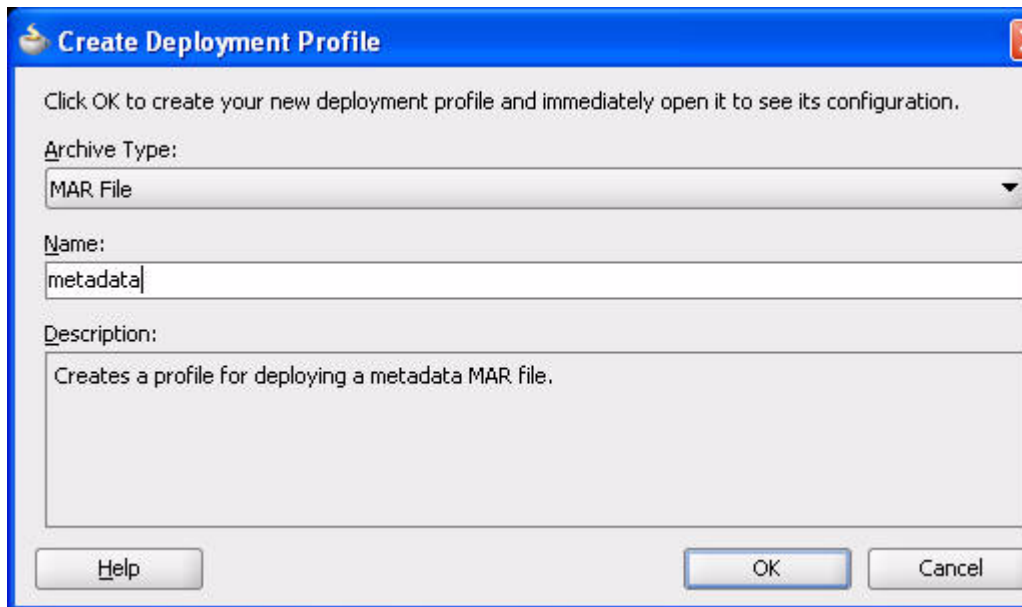 Create Deployment Profile
Click OK to create your new deployment profile and immediately open it to see its configuration.
Archive Type:
MAR File
Name:
metadata
Description:
Creates a profile for deploying a metadata MAR file.
Help
OK
Cancel